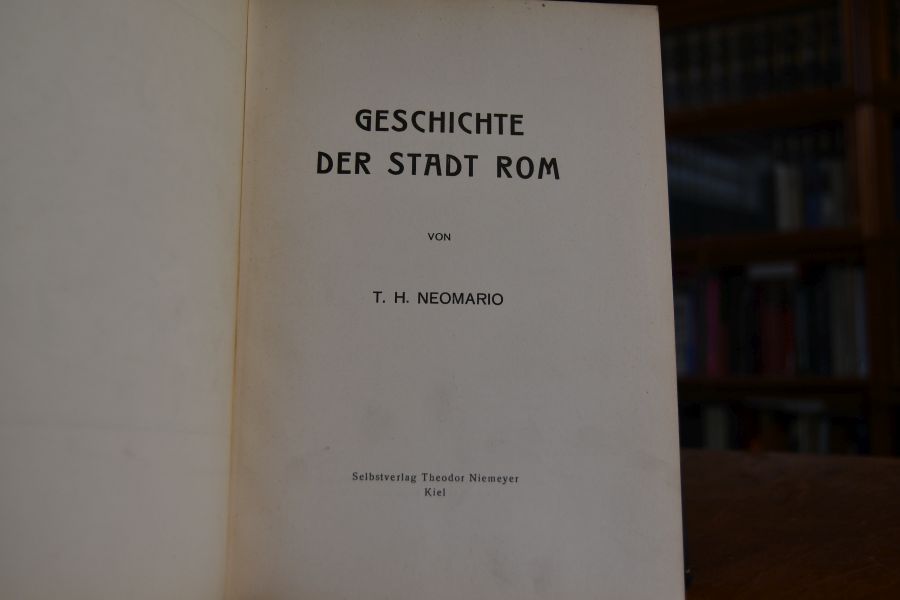 GESCHICHTE
DER STADT ROM
VON
T. H. NEOMARIO
Selbstverlag Theodor Niemeyer
Kiel